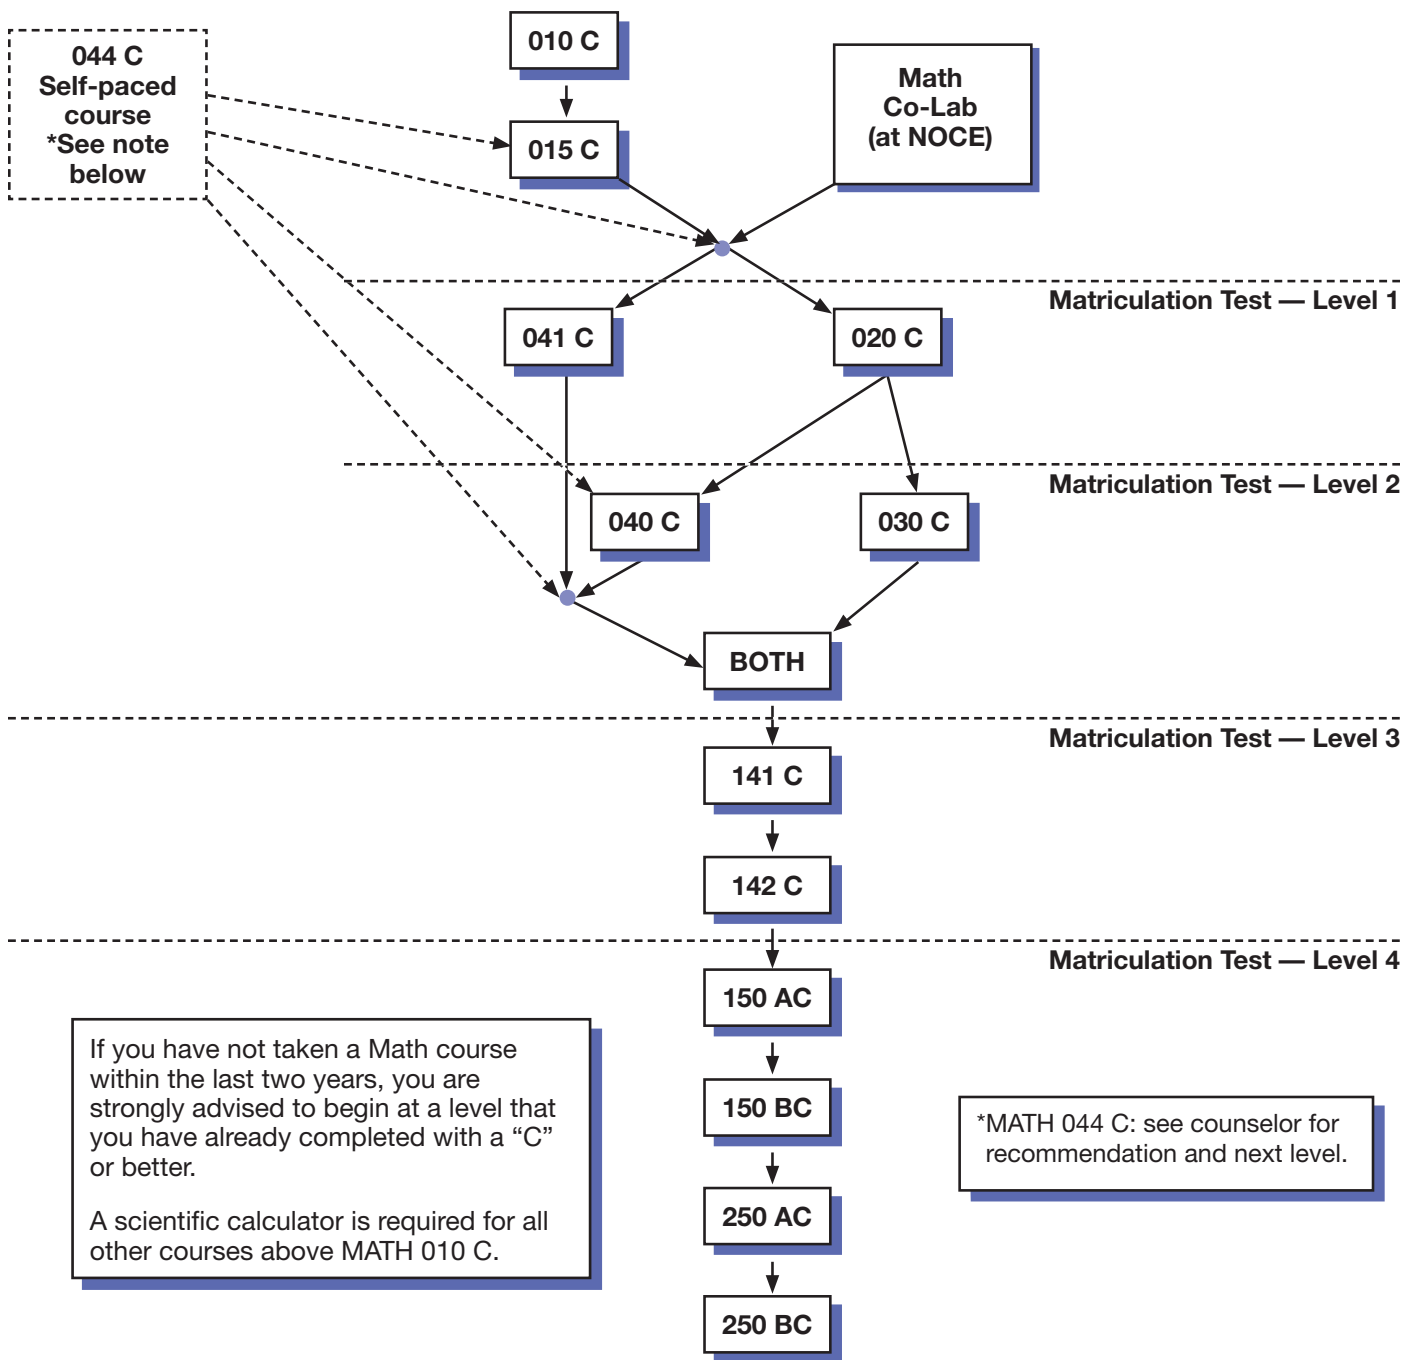 044 C
Self-paced
course
*See note
below
010 C
015 C
Math
Co-Lab
(at NOCE)
Matriculation Test — Level 1
041 C
020 C
Matriculation Test — Level 2
040 C
030 C
BOTH
Matriculation Test — Level 3
141 C
142 C
Matriculation Test — Level 4
150 AC
150 BC
250 AC
250 BC
If you have not taken a Math course
within the last two years, you are
strongly advised to begin at a level that
you have already completed with a “C”
or better.
A scientific calculator is required for all
other courses above MATH 010 C.
*MATH 044 C: see counselor for
recommendation and next level.